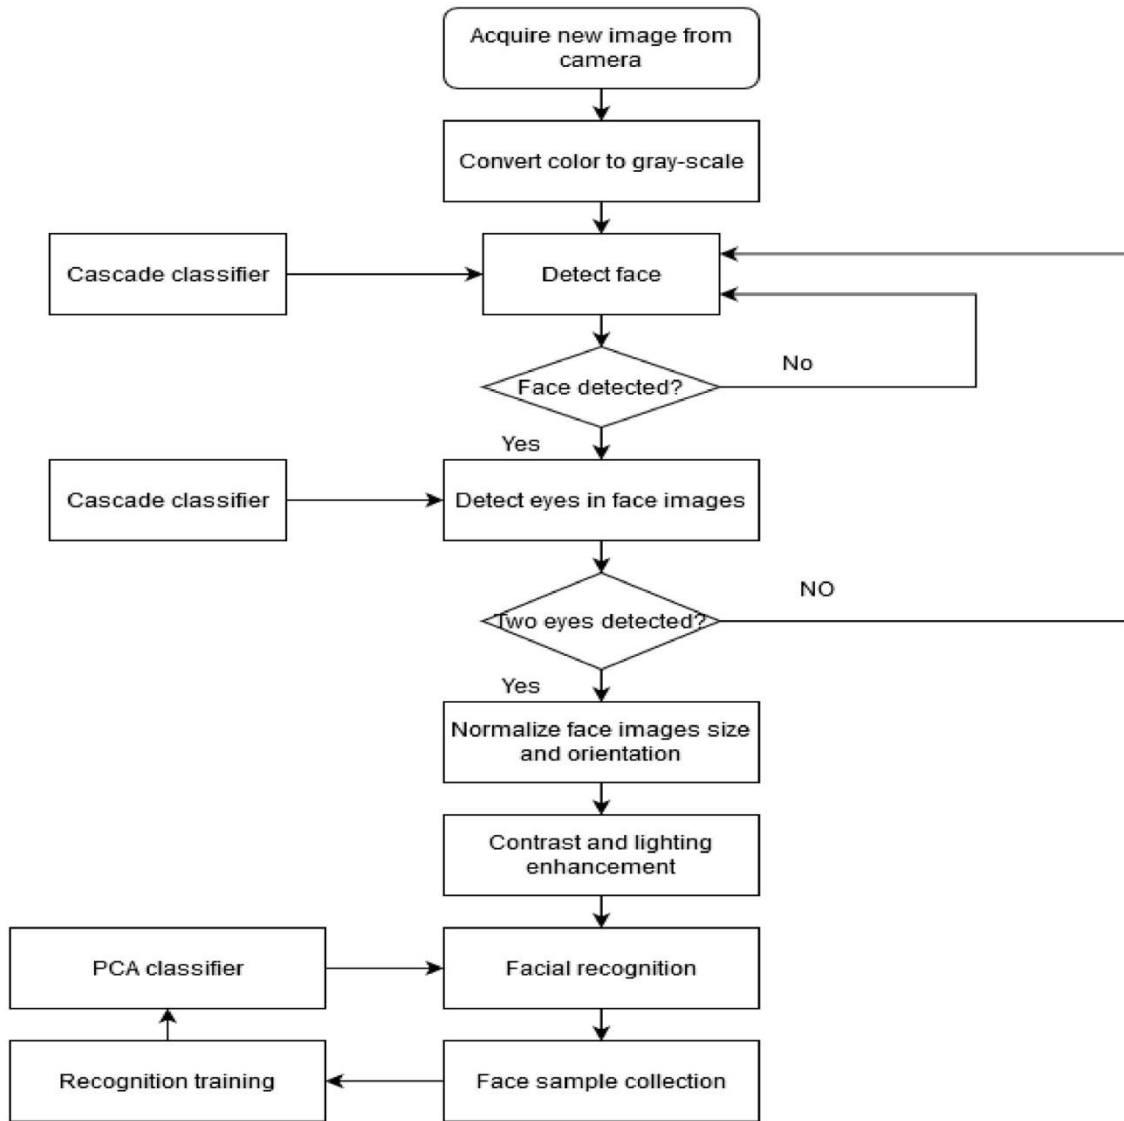 Acquire new image from
camera
Convert color to gray-scale
Cascade classifier
Detect face
Face detected?
No
Yes
Cascade classifier
Detect eyes in face images
Two eyes detected?
NO
Yes
Normalize face images size
and orientation
Contrast and lighting
enhancement
PCA classifier
Facial recognition
Recognition training
Face sample collection